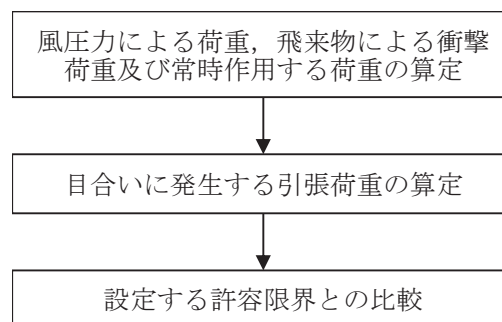 風圧力による荷重，飛来物による衝撃
荷重及び常時作用する荷重の算定
目合いに発生する引張荷重の算定
設定する許容限界との比較